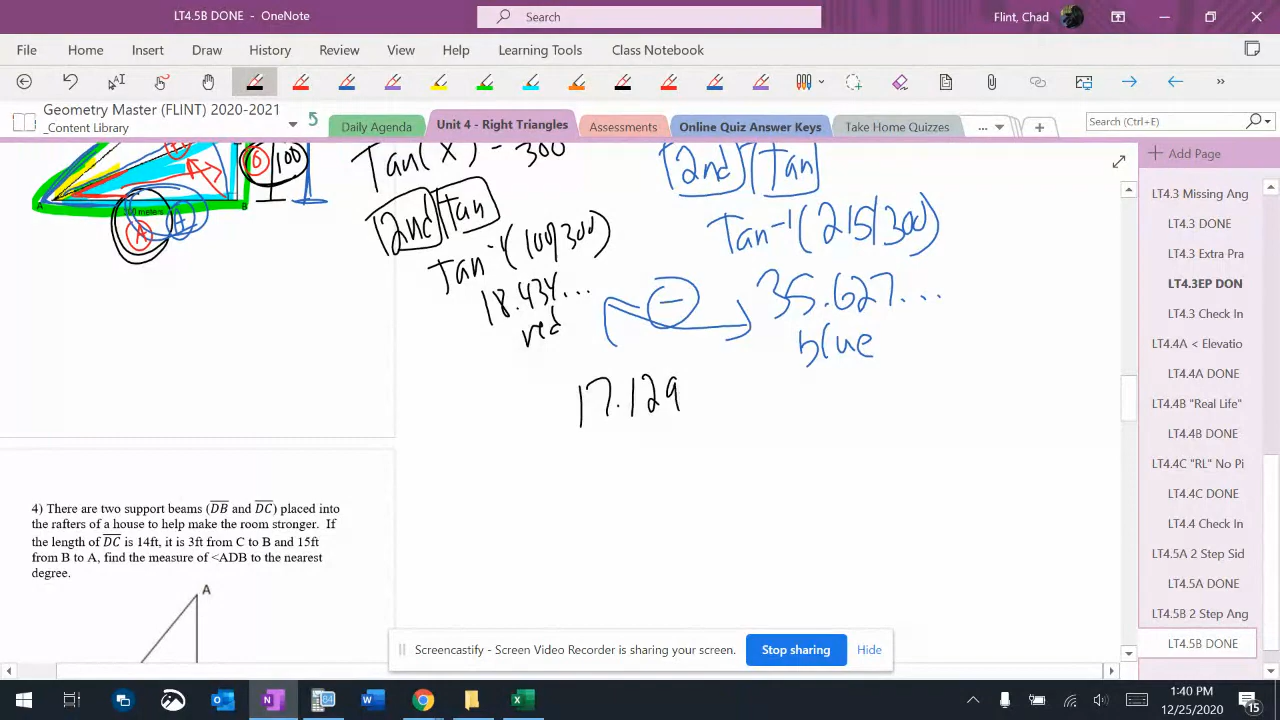 LT4.5B DONE - OneNote
Search
Flint, Chad
File Home Insert Draw History Review View Help Learning Tools Class Notebook
Geometry Master (FLINT) 2020-2021
_Content Library
Daily Agenda
Unit 4 - Right Triangles
Assessments
Online Quiz Answer Keys
Take Home Quizzes
...
Search (Ctrl+E)
Add Page
LT4.3 Missing Ang
LT4.3 DONE
LT4.3 Extra Pra
LT4.3EP DON
LT4.3 Check In
LT4.4A < Elevatio
LT4.4A DONE
LT4.4B "Real Life"
LT4.4B DONE
LT4.4C "RL" No Pi
LT4.4C DONE
LT4.4 Check In
LT4.5A 2 Step Sid
LT4.5A DONE
LT4.5B 2 Step Ang
LT4.5B DONE
O 100
A B
meters
A A
Tan(x) = 300
2nd Tan
Tan⁻¹(100/300)
18.434...
red
2nd Tan
Tan⁻¹(215/300)
35.627...
blue
−
17.129
4) There are two support beams (DB and DC) placed into
the rafters of a house to help make the room stronger. If
the length of DC is 14ft, it is 3ft from C to B and 15ft
from B to A, find the measure of <ADB to the nearest
degree.
A
Screencastify - Screen Video Recorder is sharing your screen.
Stop sharing
Hide
1:40 PM
12/25/2020
15